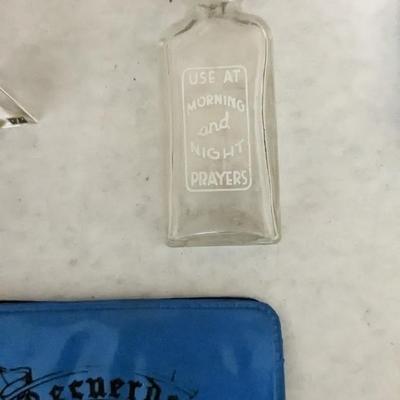 USE AT
MORNING
and
NIGHT
PRAYERS